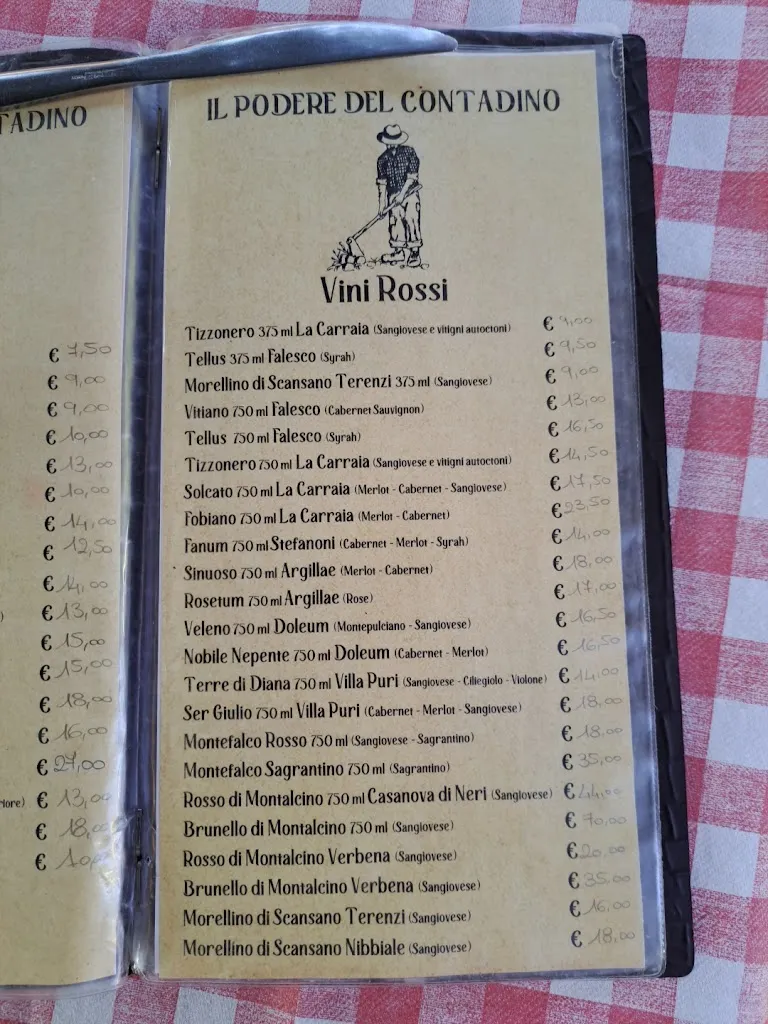 TADINO
€ 7,50
€ 9,00
€ 9,00
€ 10,00
€ 13,00
€ 10,00
€ 14,00
€ 12,50
€ 14,00
) € 13,00
€ 15,00
€ 15,00
€ 18,00
€ 16,00
€ 27,00
riore) € 13,00
€ 18,00
€ 10,
IL PODERE DEL CONTADINO
Vini Rossi
Tizzonero 375 ml La Carraia (Sangiovese e vitigni autoctoni) € 9,00
Tellus 375 ml Falesco (Syrah) € 9,50
Morellino di Scansano Terenzi 375 ml (Sangiovese) € 9,00
Vitiano 750 ml Falesco (Cabernet Sauvignon) € 13,00
Tellus 750 ml Falesco (Syrah) € 16,50
Tizzonero 750 ml La Carraia (Sangiovese e vitigni autoctoni) € 14,50
Solcato 750 ml La Carraia (Merlot - Cabernet - Sangiovese) € 17,50
Fobiano 750 ml La Carraia (Merlot - Cabernet) € 23,50
Fanum 750 ml Stefanoni (Cabernet - Merlot - Syrah) € 14,00
Sinuoso 750 ml Argillae (Merlot - Cabernet) € 18,00
Rosetum 750 ml Argillae (Rose) € 17,00
Veleno 750 ml Doleum (Montepulciano - Sangiovese) € 16,50
Nobile Nepente 750 ml Doleum (Cabernet - Merlot) € 16,50
Terre di Diana 750 ml Villa Puri (Sangiovese - Ciliegiolo - Violone) € 14,00
Ser Giulio 750 ml Villa Puri (Cabernet - Merlot - Sangiovese) € 18,00
Montefalco Rosso 750 ml (Sangiovese - Sagrantino) € 18,00
Montefalco Sagrantino 750 ml (Sagrantino) € 35,00
Rosso di Montalcino 750 ml Casanova di Neri (Sangiovese) € 44,00
Brunello di Montalcino 750 ml (Sangiovese) € 70,00
Rosso di Montalcino Verbena (Sangiovese) € 20,00
Brunello di Montalcino Verbena (Sangiovese) € 35,00
Morellino di Scansano Terenzi (Sangiovese) € 16,00
Morellino di Scansano Nibbiale (Sangiovese) € 18,00